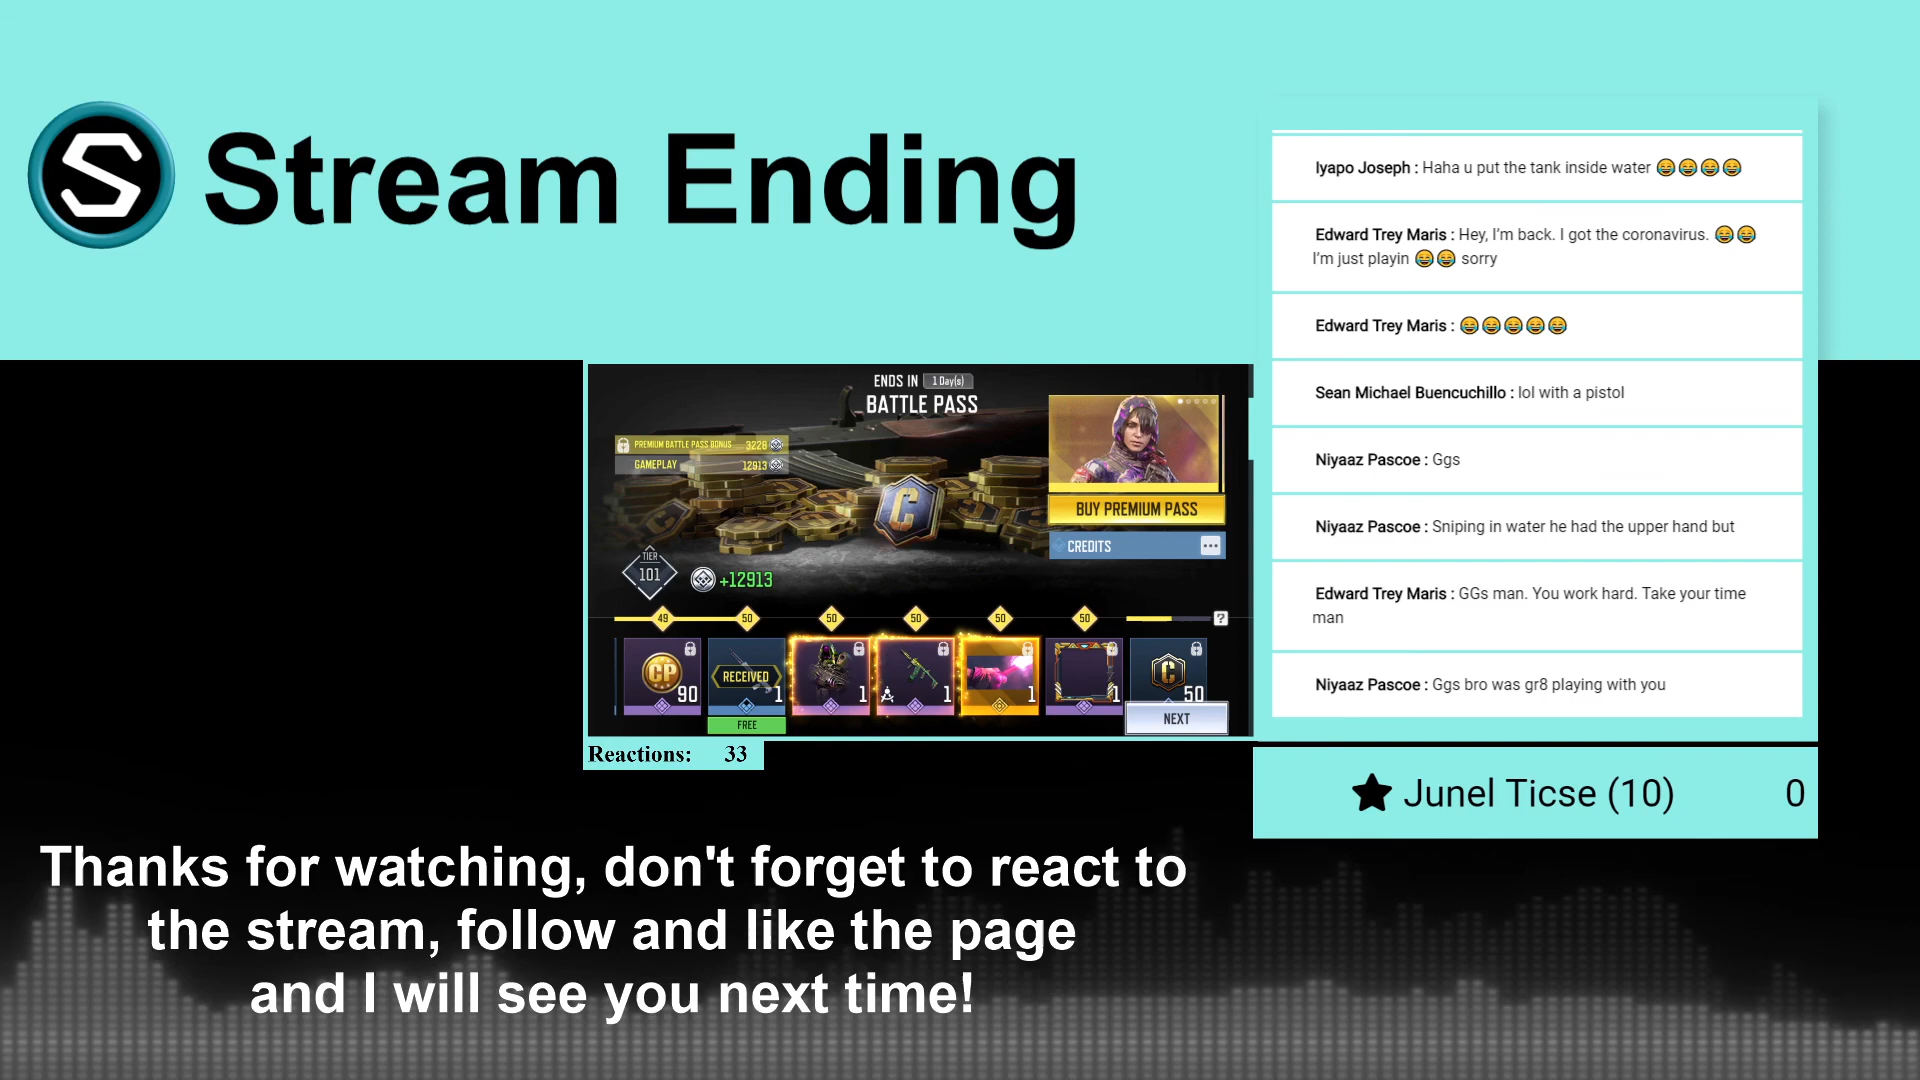 S Stream Ending
Iyapo Joseph : Haha u put the tank inside water 😂😂😂😂
Edward Trey Maris : Hey, I'm back. I got the coronavirus. 😂😂
I'm just playin 😂😂 sorry
Edward Trey Maris : 😂😂😂😂😂
Sean Michael Buencuchillo : lol with a pistol
Niyaaz Pascoe : Ggs
Niyaaz Pascoe : Sniping in water he had the upper hand but
Edward Trey Maris : GGs man. You work hard. Take your time
man
Niyaaz Pascoe : Ggs bro was gr8 playing with you
ENDS IN 1 Day(s)
BATTLE PASS
PREMIUM BATTLE PASS BONUS 3228
GAMEPLAY 12913
C
BUY PREMIUM PASS
CREDITS
TIER
101
+12913
49 50 50 50 50 50 ?
CP 90
RECEIVED 1
1
1
1
1
C 50
FREE
NEXT
Reactions: 33
★ Junel Ticse (10) 0
Thanks for watching, don't forget to react to
the stream, follow and like the page
and I will see you next time!